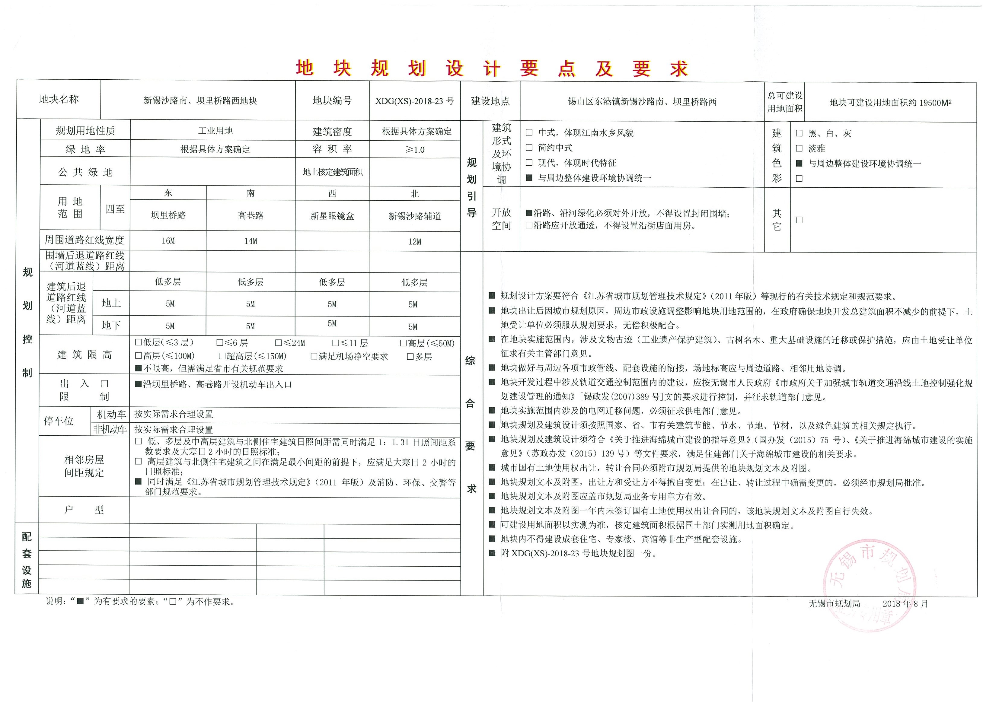 地块规划设计要点及要求
地块名称 新锡沙路南、坝里桥路西地块 地块编号 XDG(XS)-2018-23 号 建设地点 锡山区东港镇新锡沙路南、坝里桥路西 总可建设用地面积 地块可建设用地面积约 19500M²
规划控制
规划用地性质 工业用地 建筑密度 根据具体方案确定
绿地率 根据具体方案确定 容积率 ≥1.0
公共绿地 地上核定建筑面积
用地范围 四至 东 南 西 北
坝里桥路 高巷路 新星眼镜盒 新锡沙路辅道
周围道路红线宽度 16M 14M 12M
围墙后退道路红线
（河道蓝线）距离
建筑后退道路红线（河道蓝线）距离 低多层 低多层 低多层 低多层
地上 5M 5M 5M 5M
地下 5M 5M 5M 5M
建筑限高
□低层(≤3 层） □≤6 层 □≤24M □≤11 层 □高层(≤50M)
□高层(≤100M) □超高层(≤150M) □满足机场净空要求 □多层
■不限高，但需满足省市有关规范要求
出入口限制 ■沿坝里桥路、高巷路开设机动车出入口
停车位 机动车 按实际需求合理设置
非机动车 按实际需求合理设置
相邻房屋间距规定
□ 低、多层及中高层建筑与北侧住宅建筑日照间距需同时满足 1：1.31 日照间距系
数要求及大寒日 2 小时的日照标准；
□ 高层建筑与北侧住宅建筑之间在满足最小间距的前提下，应满足大寒日 2 小时的
日照标准；
■ 同时满足《江苏省城市规划管理技术规定》（2011 年版）及消防、环保、交警等
部门规范要求。
户型
配套设施
规划引导
建筑形式及环境协调
□ 中式，体现江南水乡风貌
□ 简约中式
□ 现代，体现时代特征
■ 与周边整体建设环境协调统一
建筑色彩
□ 黑、白、灰
□ 淡雅
■ 与周边整体建设环境协调统一
□
开放空间
■沿路、沿河绿化必须对外开放，不得设置封闭围墙；
□沿路应开放通透，不得设置沿街店面用房。
其它 □
综合要求
■ 规划设计方案要符合《江苏省城市规划管理技术规定》（2011 年版）等现行的有关技术规定和规范要求。
■ 地块出让后因城市规划原因，周边市政设施调整影响地块用地范围的，在政府确保地块开发总建筑面积不减少的前提下，土
地受让单位必须服从规划要求，无偿积极配合。
■ 在地块实施范围内，涉及文物古迹（工业遗产保护建筑）、古树名木、重大基础设施的迁移或保护措施，应由土地受让单位
征求有关主管部门意见。
■ 地块做好与周边各项市政管线、配套设施的衔接，场地标高应与周边道路、相邻用地协调。
■ 地块开发过程中涉及轨道交通控制范围内的建设，应按无锡市人民政府《市政府关于加强城市轨道交通沿线土地控制强化规
划建设管理的通知》[锡政发(2007)389 号]文的要求进行控制，并征求轨道部门意见。
■ 地块实施范围内涉及的电网迁移问题，必须征求供电部门意见。
■ 地块规划及建筑设计须按照国家、省、市有关建筑节能、节水、节地、节材，以及绿色建筑的相关规定执行。
■ 地块规划及建筑设计须符合《关于推进海绵城市建设的指导意见》（国办发（2015）75 号）、《关于推进海绵城市建设的实施
意见》（苏政办发（2015）139 号）等文件要求，满足住建部门关于海绵城市建设的相关要求。
■ 城市国有土地使用权出让，转让合同必须附市规划局提供的地块规划文本及附图。
■ 地块规划文本及附图，出让方和受让方不得擅自变更；在出让、转让过程中确需变更的，必须经市规划局批准。
■ 地块规划文本及附图应盖市规划局业务专用章方有效。
■ 地块规划文本及附图一年内未签订国有土地使用权出让合同的，该地块规划文本及附图自行失效。
■ 可建设用地面积以实测为准，核定建筑面积根据国土部门实测用地面积确定。
■ 地块内不得建设成套住宅、专家楼、宾馆等非生产型配套设施。
■ 附 XDG(XS)-2018-23 号地块规划图一份。
说明：“■”为有要求的要素；“□”为不作要求。
无锡市规划局 2018 年 8 月
无锡市规划局
专用章